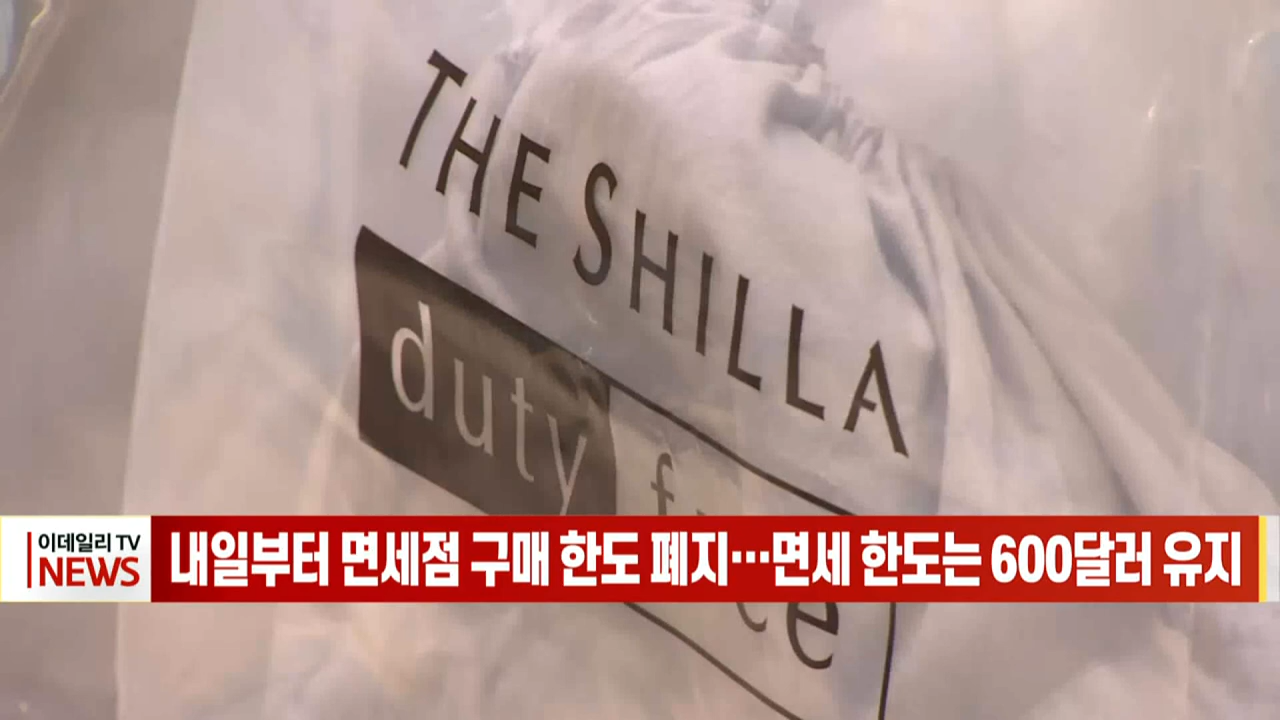 THE SHILLA
duty free
이데일리 TV
NEWS
내일부터 면세점 구매 한도 폐지…면세 한도는 600달러 유지